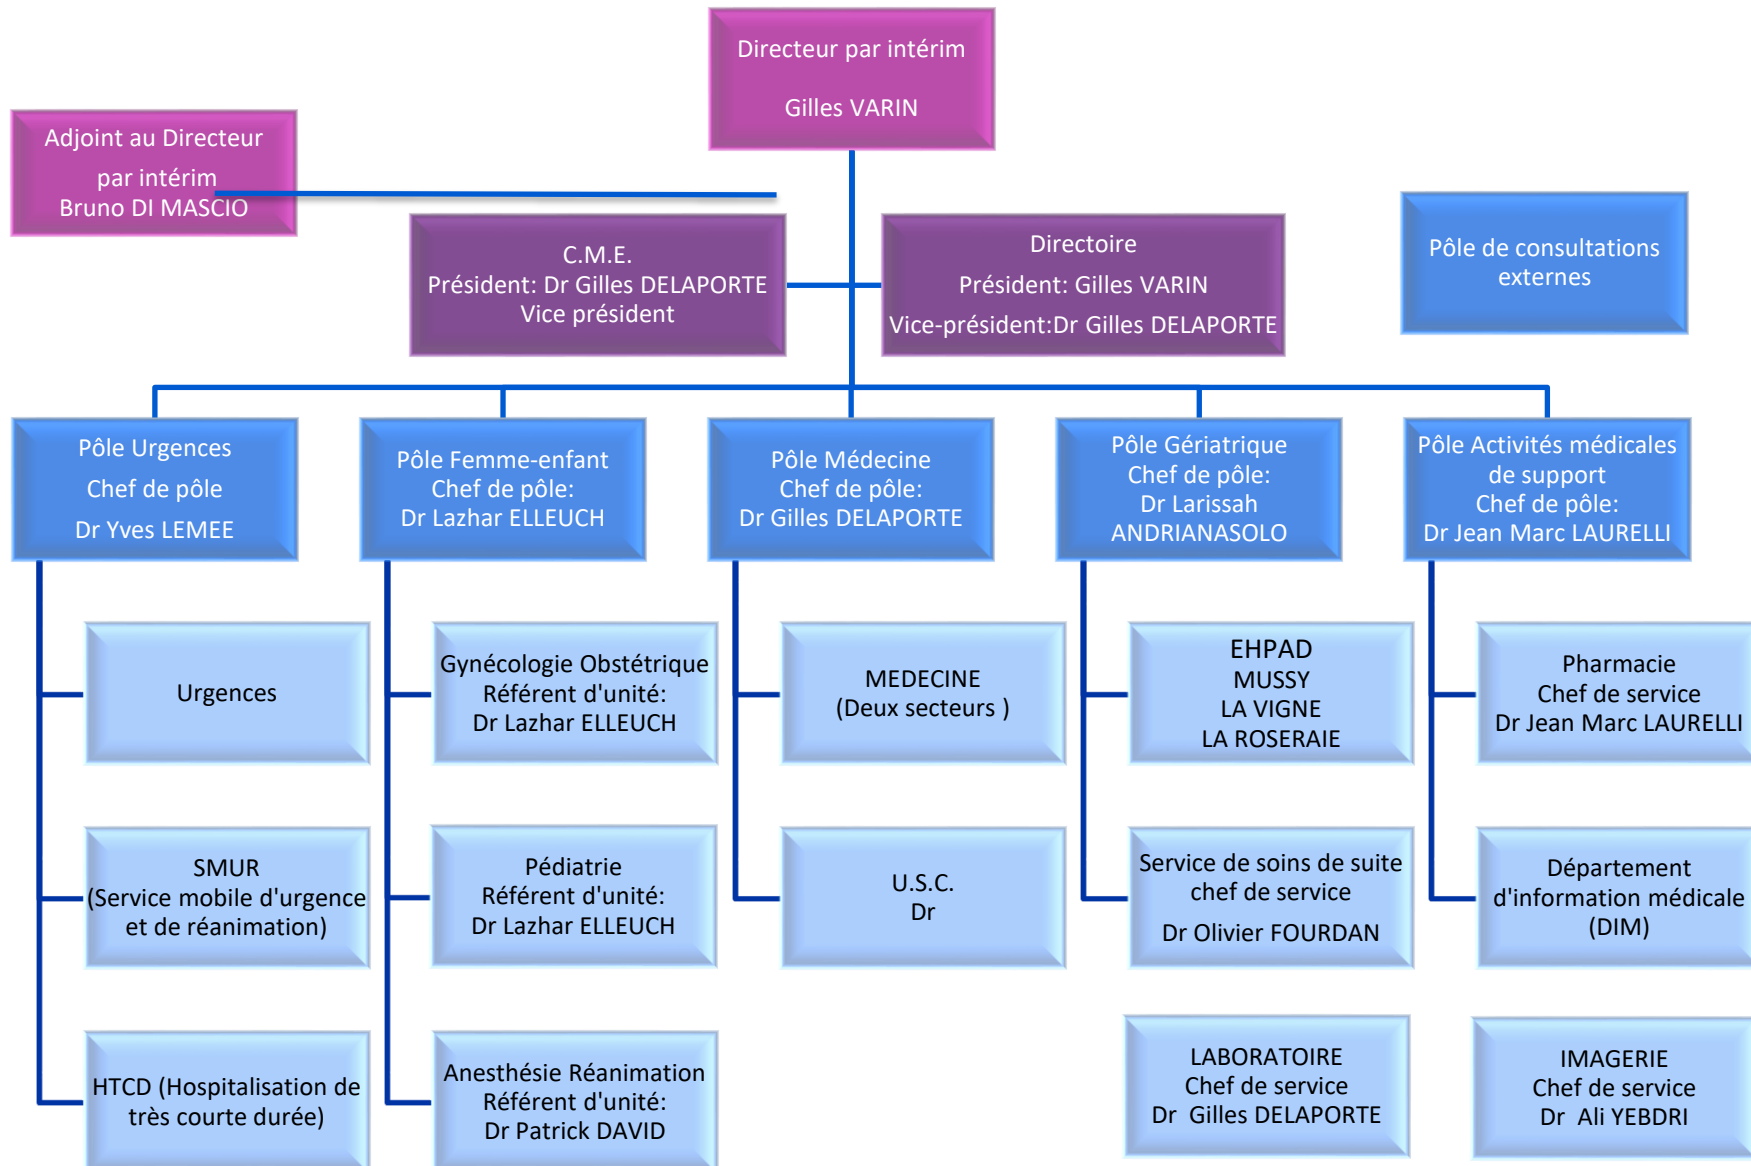 Directeur par intérim
Gilles VARIN
Adjoint au Directeur
par intérim
Bruno DI MASCIO
C.M.E.
Président: Dr Gilles DELAPORTE
Vice président
Directoire
Président: Gilles VARIN
Vice-président:Dr Gilles DELAPORTE
Pôle de consultations
externes
Pôle Urgences
Chef de pôle
Dr Yves LEMEE
Pôle Femme-enfant
Chef de pôle:
Dr Lazhar ELLEUCH
Pôle Médecine
Chef de pôle:
Dr Gilles DELAPORTE
Pôle Gériatrique
Chef de pôle:
Dr Larissah
ANDRIANASOLO
Pôle Activités médicales
de support
Chef de pôle:
Dr Jean Marc LAURELLI
Urgences
Gynécologie Obstétrique
Référent d'unité:
Dr Lazhar ELLEUCH
MEDECINE
(Deux secteurs )
EHPAD
MUSSY
LA VIGNE
LA ROSERAIE
Pharmacie
Chef de service
Dr Jean Marc LAURELLI
SMUR
(Service mobile d'urgence
et de réanimation)
Pédiatrie
Référent d'unité:
Dr Lazhar ELLEUCH
U.S.C.
Dr
Service de soins de suite
chef de service
Dr Olivier FOURDAN
Département
d'information médicale
(DIM)
HTCD (Hospitalisation de
très courte durée)
Anesthésie Réanimation
Référent d'unité:
Dr Patrick DAVID
LABORATOIRE
Chef de service
Dr  Gilles DELAPORTE
IMAGERIE
Chef de service
Dr  Ali YEBDRI